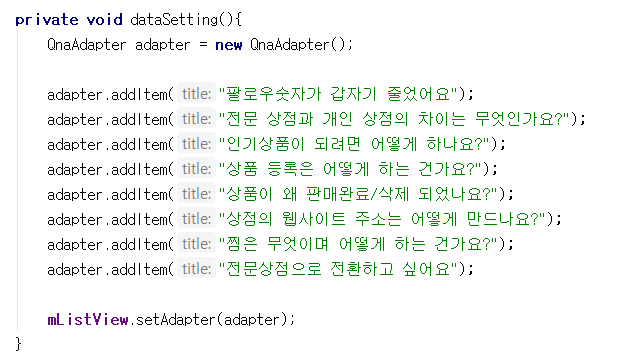 private void dataSetting(){
QnaAdapter adapter = new QnaAdapter();
adapter.addItem( title: "팔로우숫자가 갑자기 줄었어요");
adapter.addItem( title: "전문 상점과 개인 상점의 차이는 무엇인가요?");
adapter.addItem( title: "인기상품이 되려면 어떻게 하나요?");
adapter.addItem( title: "상품 등록은 어떻게 하는 건가요?");
adapter.addItem( title: "상품이 왜 판매완료/삭제 되었나요?");
adapter.addItem( title: "상점의 웹사이트 주소는 어떻게 만드나요?");
adapter.addItem( title: "찜은 무엇이며 어떻게 하는 건가요?");
adapter.addItem( title: "전문상점으로 전환하고 싶어요");
mListView.setAdapter(adapter);
}